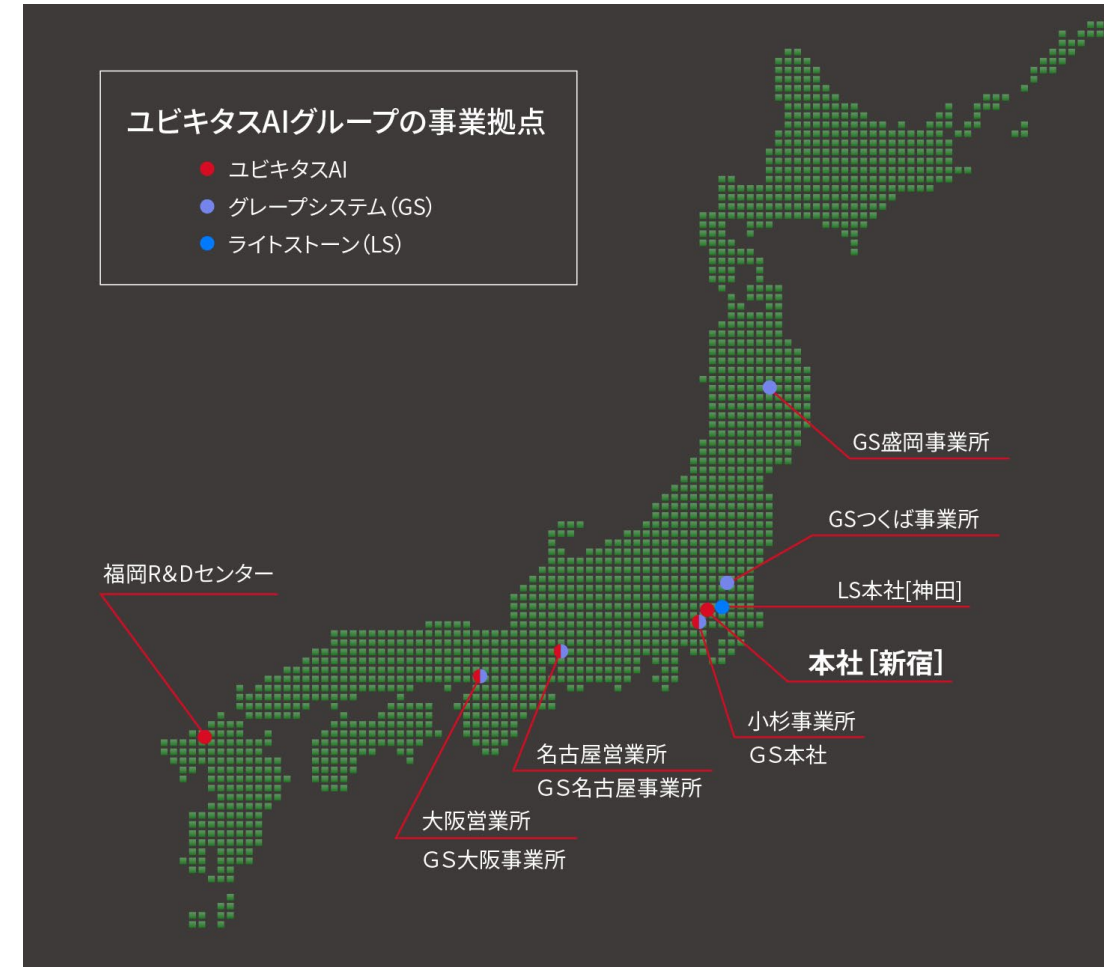 ユビキタスAIグループの事業拠点
ユビキタスAI
グレープシステム(GS)
ライトストーン(LS)
GS盛岡事業所
GSつくば事業所
LS本社[神田]
本社[新宿]
小杉事業所
GS本社
名古屋営業所
GS名古屋事業所
大阪営業所
GS大阪事業所
福岡R&Dセンター